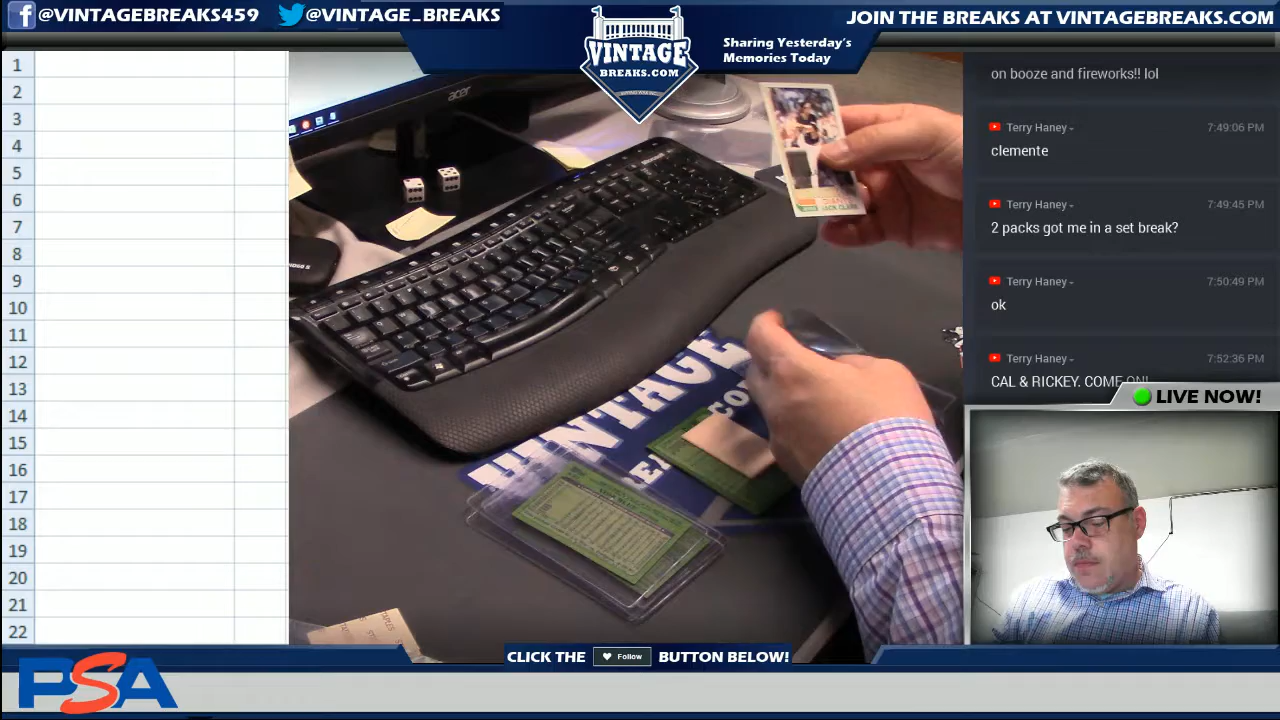 @VINTAGEBREAKS459
@VINTAGE_BREAKS
VINTAGE
BREAKS.COM
Sharing Yesterday's
Memories Today
JOIN THE BREAKS AT VINTAGEBREAKS.COM
1
2
3
4
5
6
7
8
9
10
11
12
13
14
15
16
17
18
19
20
21
22
acer
VINTAGE
on booze and fireworks!! lol
Terry Haney
7:49:06 PM
clemente
Terry Haney
7:49:45 PM
2 packs got me in a set break?
Terry Haney
7:50:49 PM
ok
Terry Haney
7:52:36 PM
CAL & RICKEY. COME ON!
LIVE NOW!
CLICK THE
Follow
BUTTON BELOW!
PSA